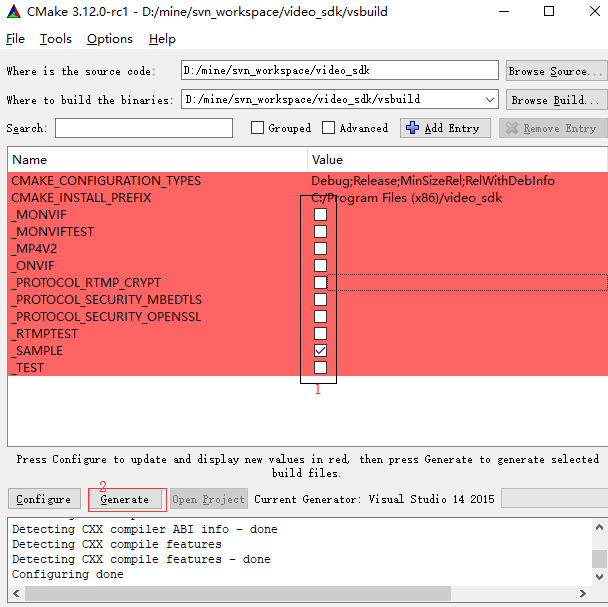 CMake 3.12.0-rc1 - D:/mine/svn_workspace/video_sdk/vsbuild
File Tools Options Help
Where is the source code: D:/mine/svn_workspace/video_sdk Browse Source...
Where to build the binaries: D:/mine/svn_workspace/video_sdk/vsbuild Browse Build...
Search: Grouped Advanced Add Entry Remove Entry
Name Value
CMAKE_CONFIGURATION_TYPES Debug;Release;MinSizeRel;RelWithDebInfo
CMAKE_INSTALL_PREFIX C:/Program Files (x86)/video_sdk
_MONVIF
_MONVIFTEST
_MP4V2
_ONVIF
_PROTOCOL_RTMP_CRYPT
_PROTOCOL_SECURITY_MBEDTLS
_PROTOCOL_SECURITY_OPENSSL
_RTMPTEST
_SAMPLE
_TEST
1
Press Configure to update and display new values in red, then press Generate to generate selected
build files.
2
Configure Generate Open Project Current Generator: Visual Studio 14 2015
Detecting CXX compiler ABI info - done
Detecting CXX compiler features
Detecting CXX compiler features - done
Configuring done